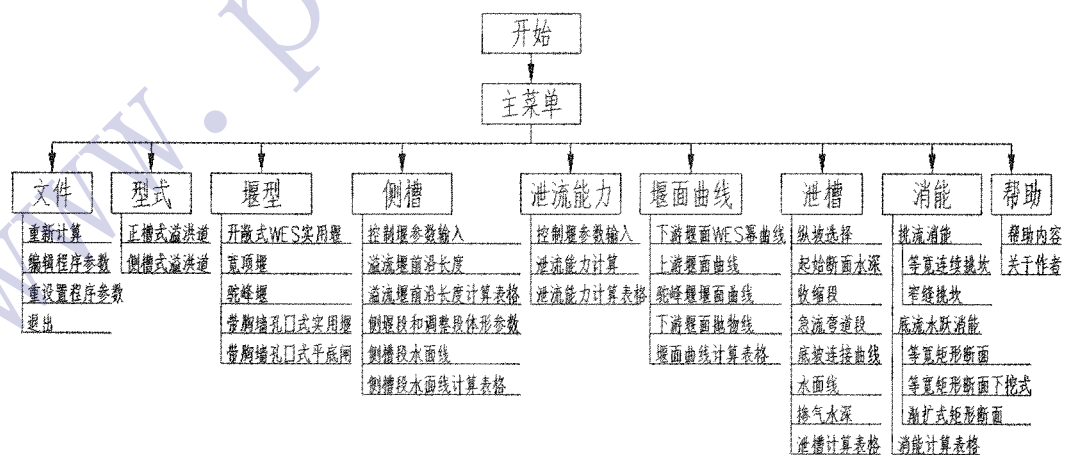 开始
主菜单
文件
重新计算
编辑程序参数
重设置程序参数
退出
型式
正槽式溢洪道
侧槽式溢洪道
堰型
开敞式WES实用堰
宽顶堰
驼峰堰
带胸墙孔口式实用堰
带胸墙孔口式平底闸
侧槽
控制堰参数输入
溢流堰前沿长度
溢流堰前沿长度计算表格
侧堰段和调整段体形参数
侧槽段水面线
侧槽段水面线计算表格
泄流能力
控制堰参数输入
泄流能力计算
泄流能力计算表格
堰面曲线
下游堰面WES幂曲线
上游堰面曲线
驼峰堰堰面曲线
下游堰面抛物线
堰面曲线计算表格
泄槽
纵坡选择
起始断面水深
收缩段
急流弯道段
底坡连接曲线
水面线
掺气水深
泄槽计算表格
消能
挑流消能
等宽连续挑坎
窄缝挑坎
底流水跃消能
等宽矩形断面
等宽矩形断面下挖式
渐扩式矩形断面
消能计算表格
帮助
帮助内容
关于作者
www.p